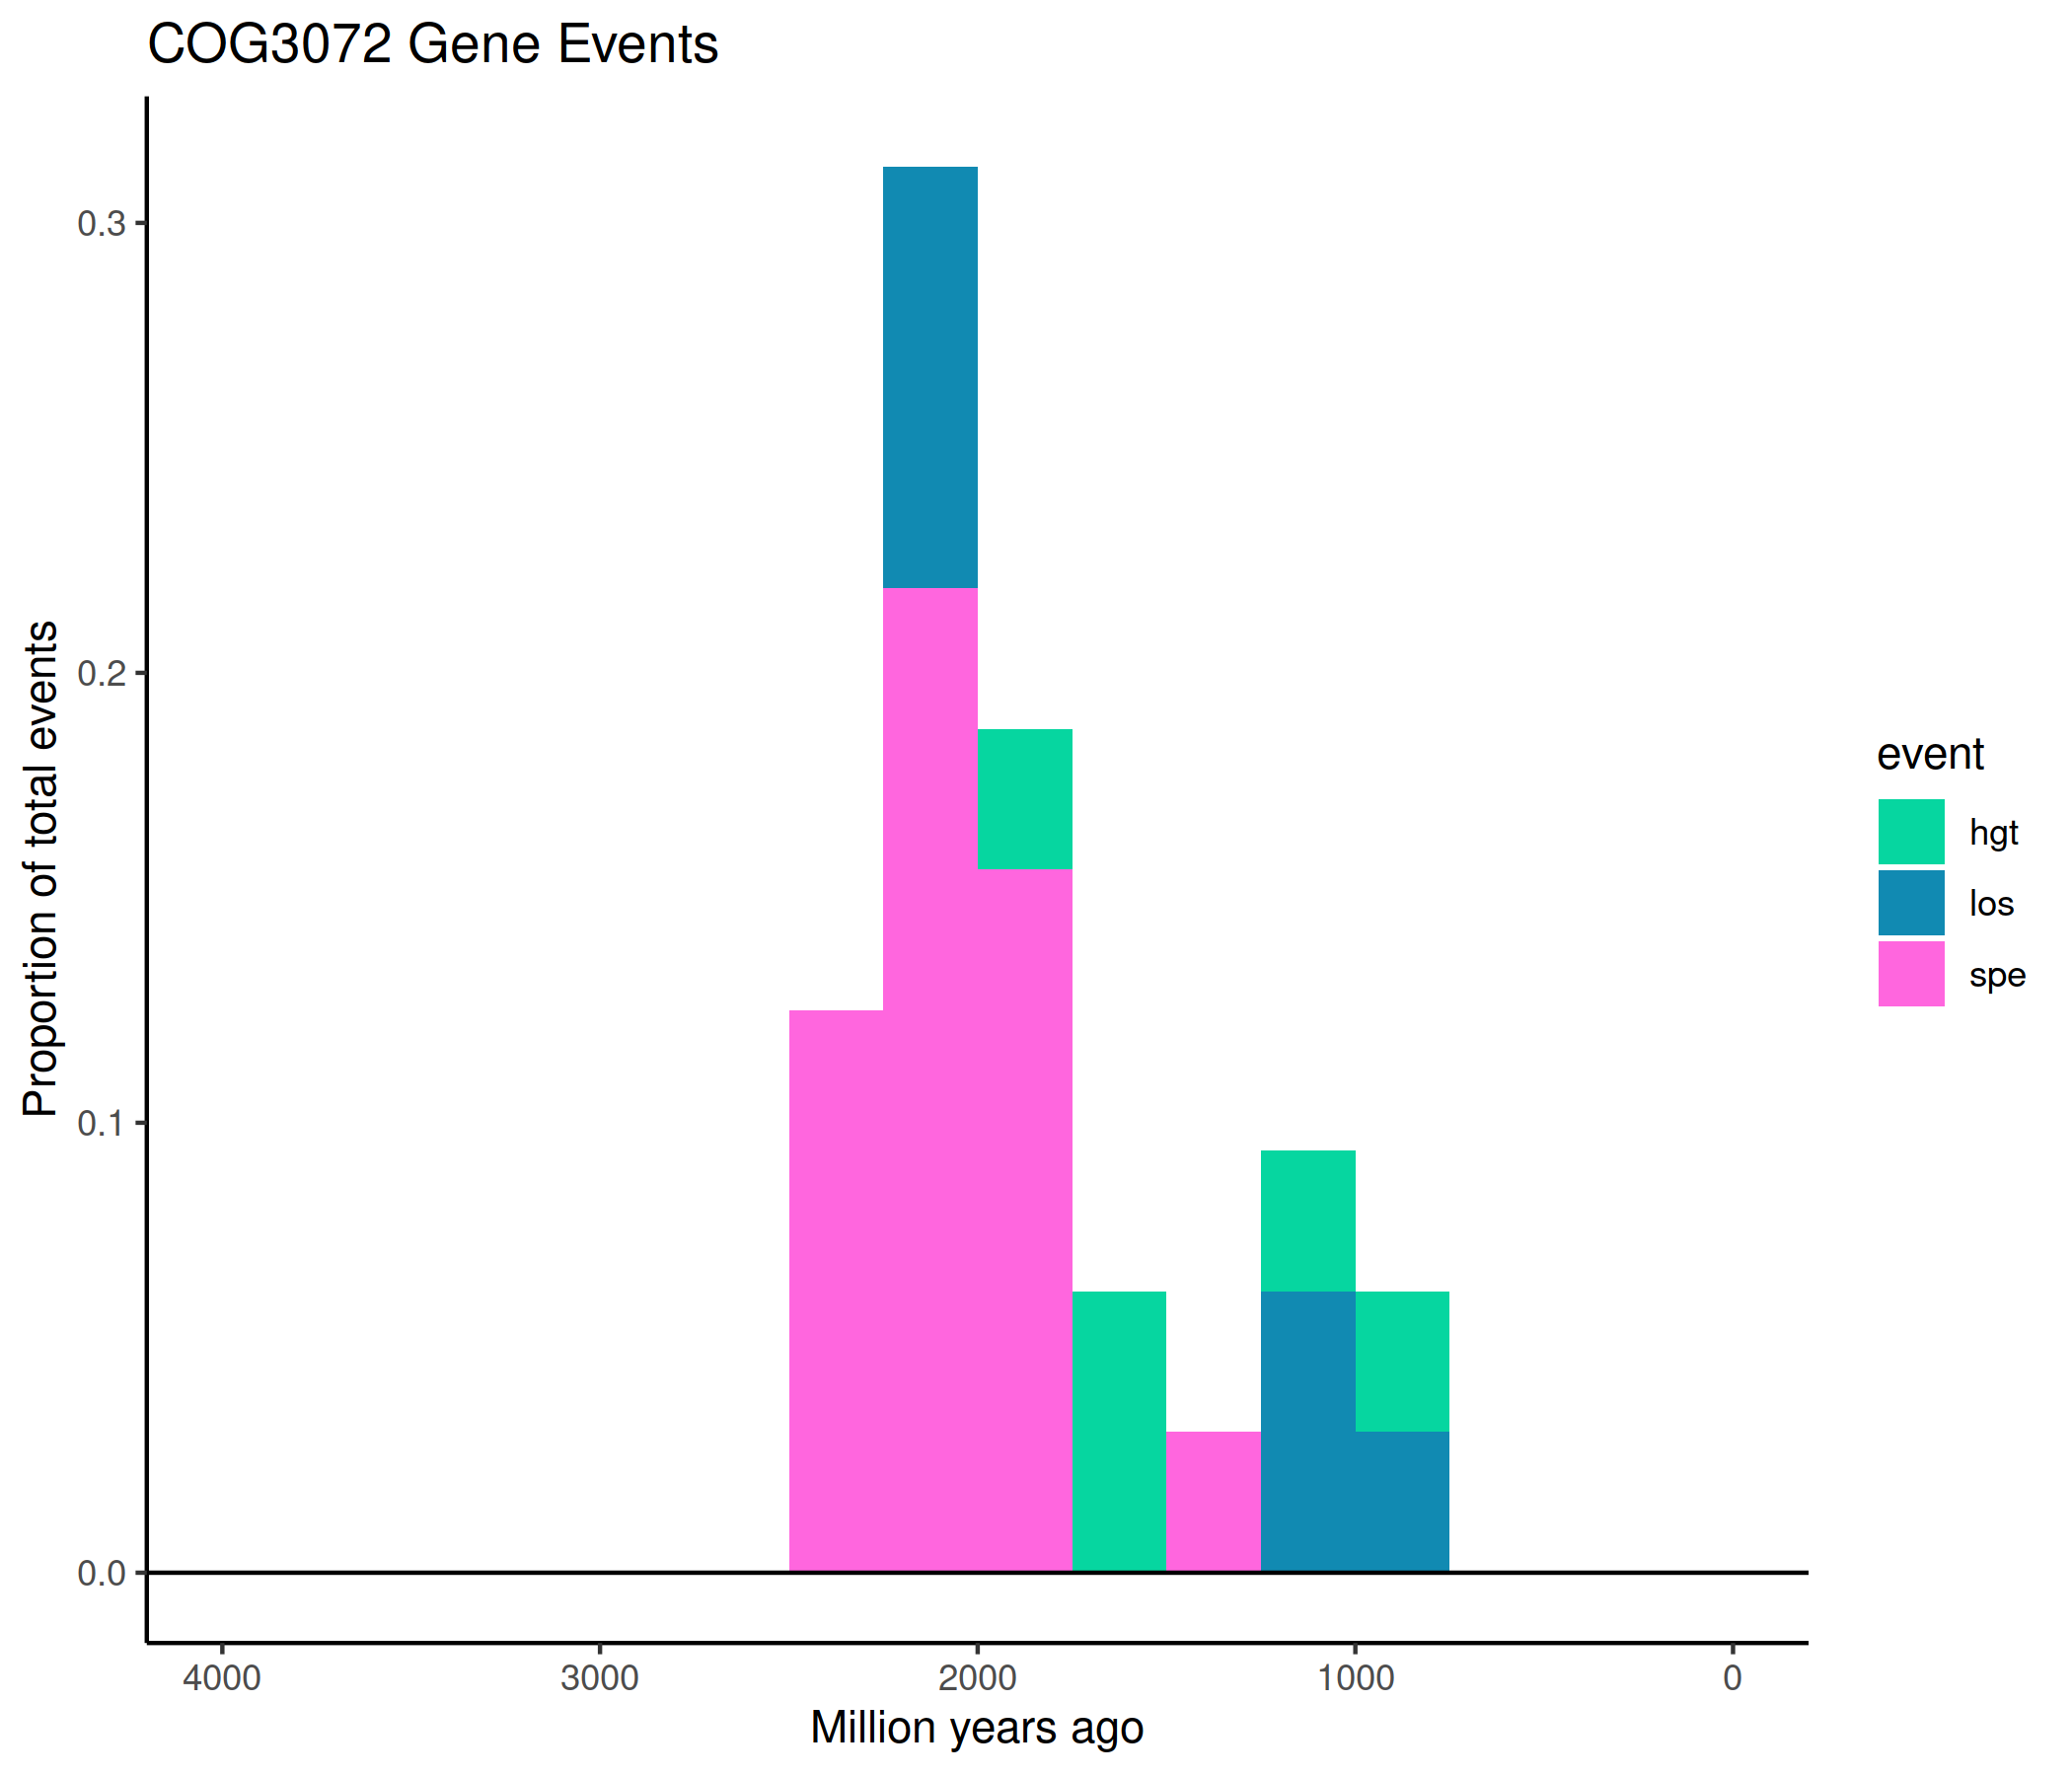 COG3072 Gene Events
Proportion of total events
0.3
0.2
0.1
0.0
4000
3000
2000
1000
0
Million years ago
event
hgt
los
spe